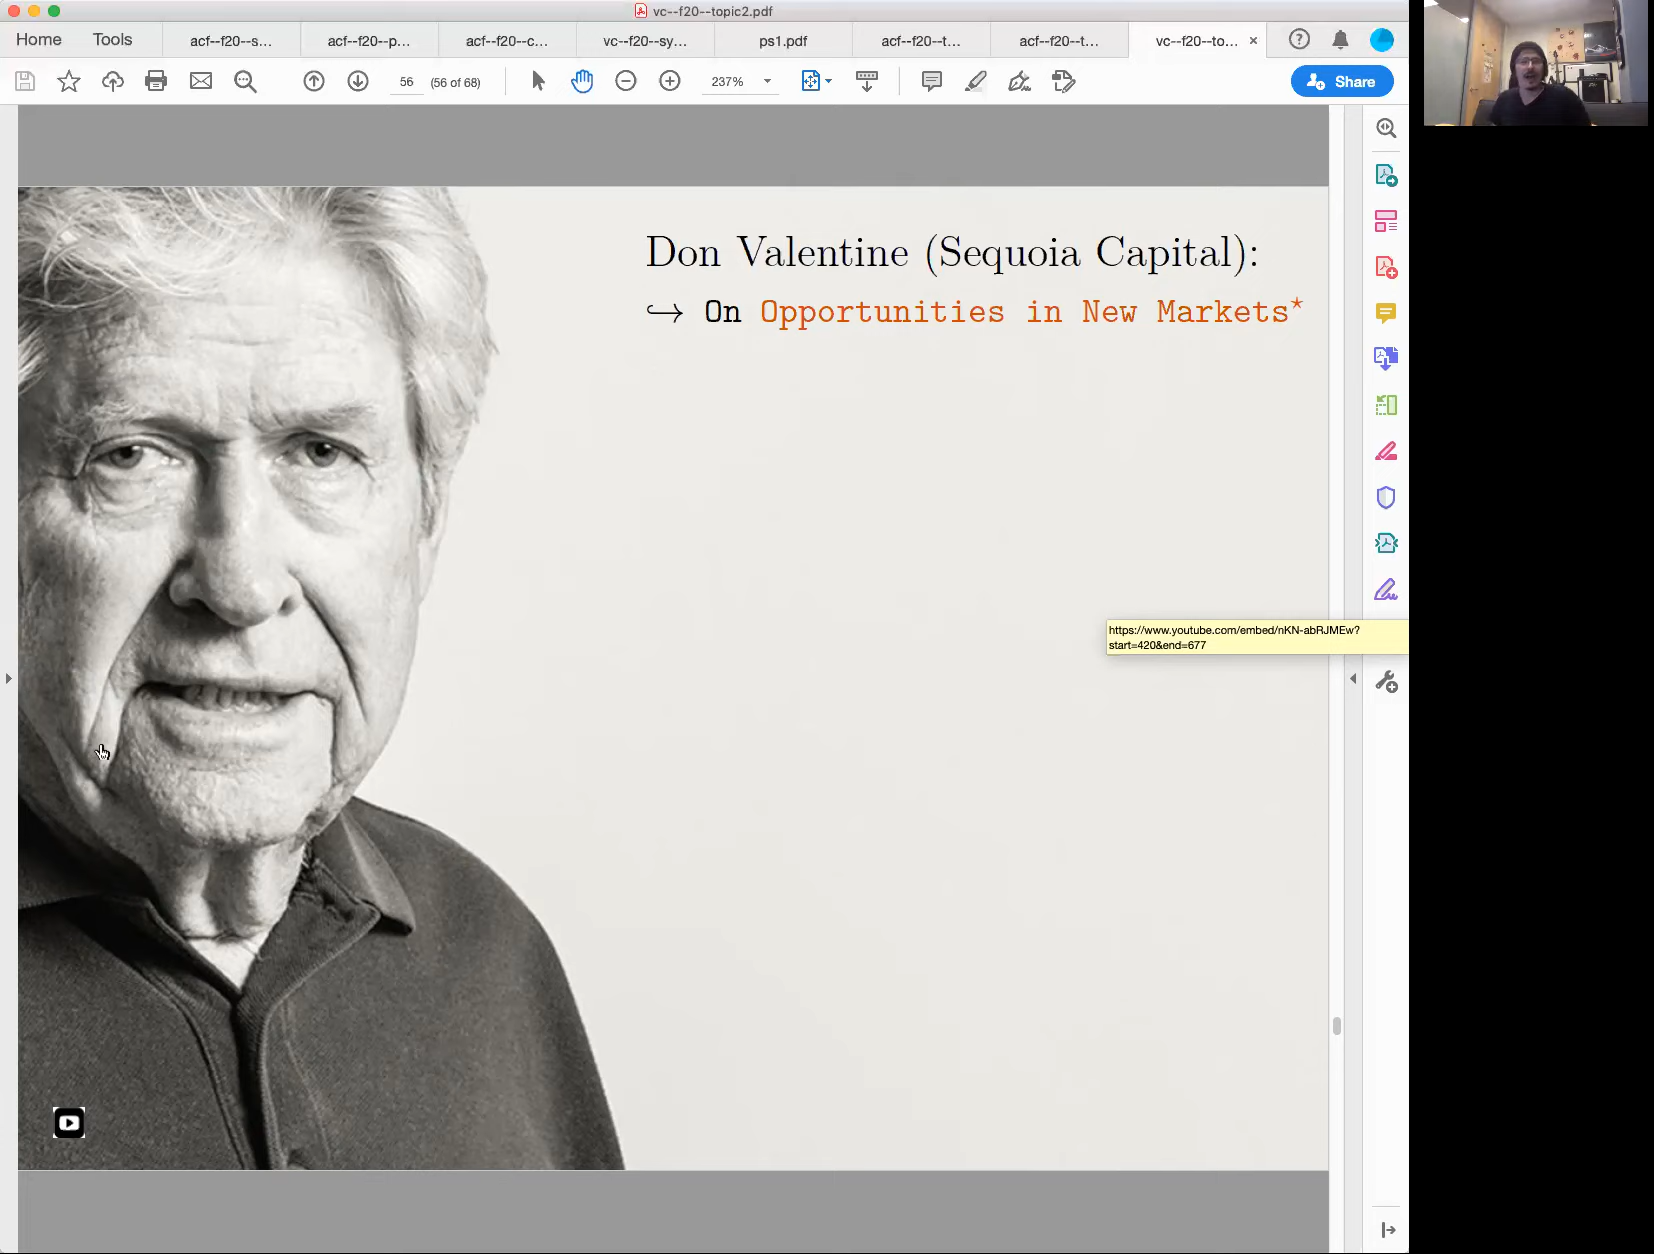 vc--f20--topic2.pdf
Home Tools acf--f20--s... acf--f20--p... acf--f20--c... vc--f20--sy... ps1.pdf acf--f20--t... acf--f20--t... vc--f20--to... ×
56 (56 of 68) 237% Share
Don Valentine (Sequoia Capital):
↪ On Opportunities in New Markets*
https://www.youtube.com/embed/nKN-abRJMEw?
start=420&end=677